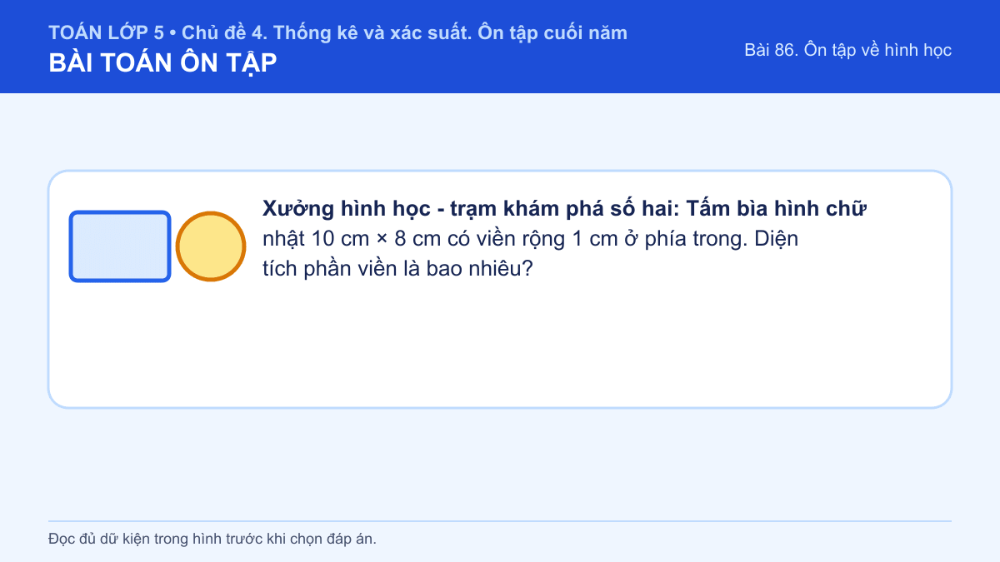 TOÁN LỚP 5 • Chủ đề 4. Thống kê và xác suất. Ôn tập cuối năm
BÀI TOÁN ÔN TẬP
Bài 86. Ôn tập về hình học
Xưởng hình học - trạm khám phá số hai: Tấm bìa hình chữ
nhật 10 cm × 8 cm có viền rộng 1 cm ở phía trong. Diện
tích phần viền là bao nhiêu?
Đọc đủ dữ kiện trong hình trước khi chọn đáp án.